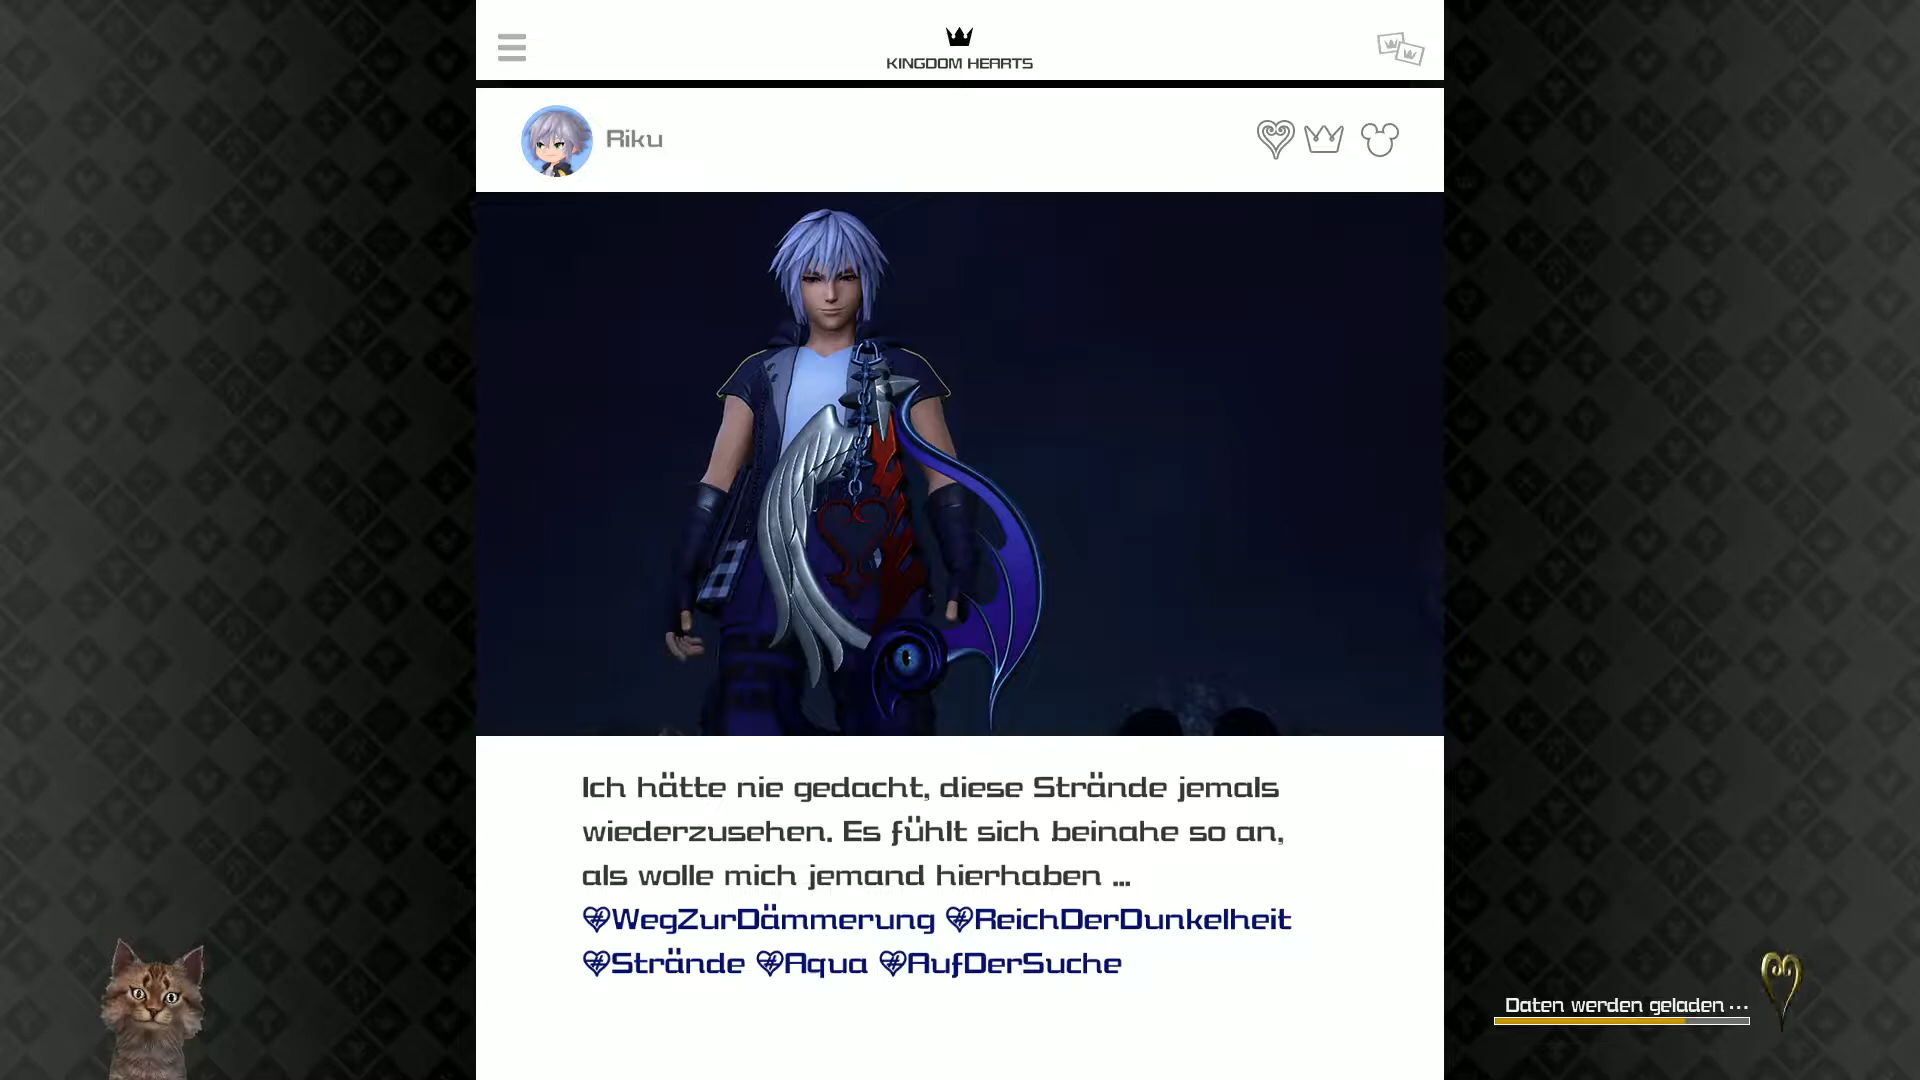 KINGDOM HEARTS
Riku
Ich hätte nie gedacht, diese Strände jemals
wiederzusehen. Es fühlt sich beinahe so an,
als wolle mich jemand hierhaben ...
#WegZurDämmerung #ReichDerDunkelheit
#Strände #Aqua #AufDerSuche
Daten werden geladen ...